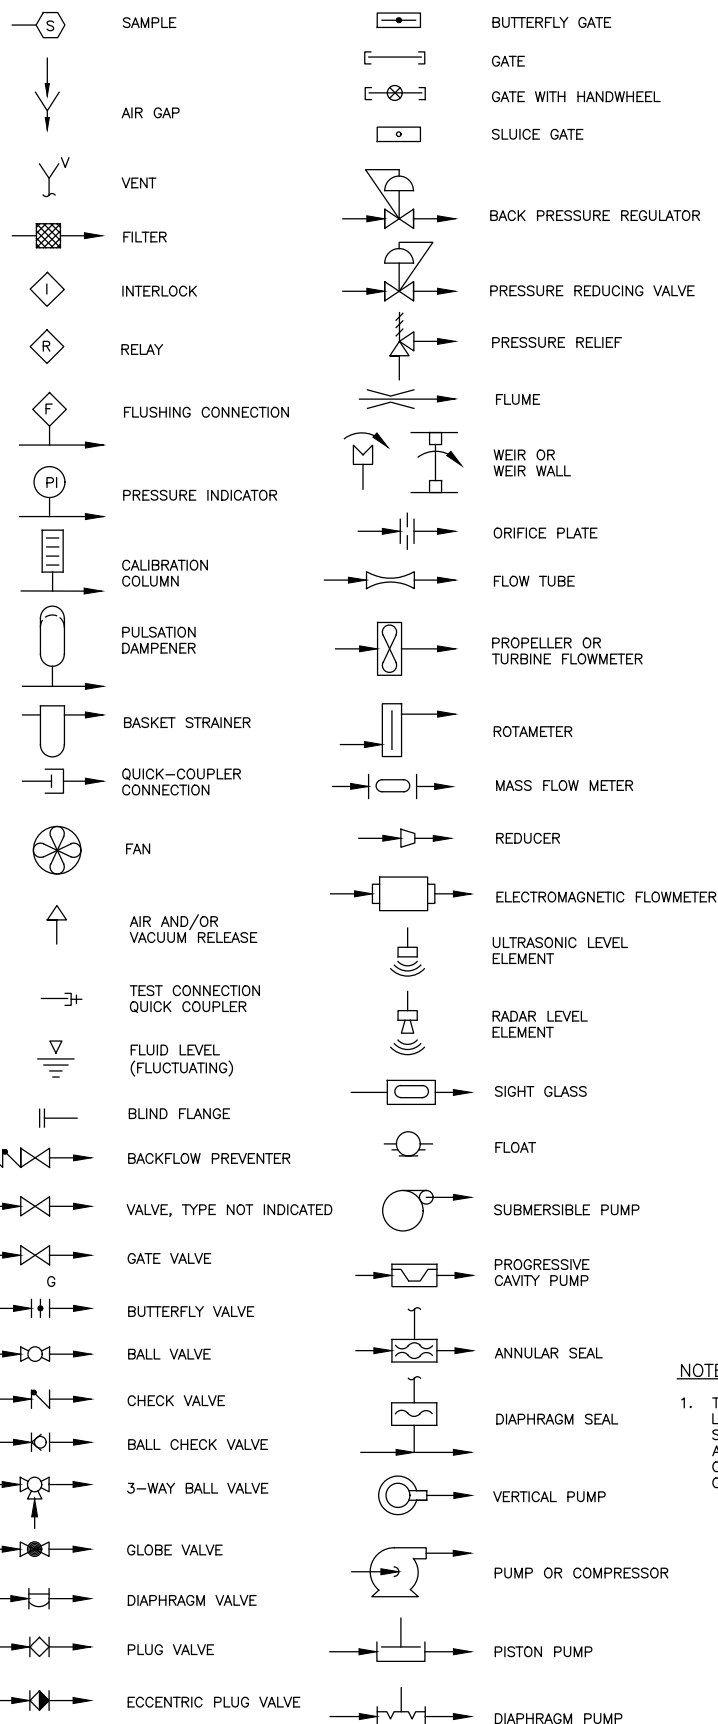 S
SAMPLE
AIR GAP
V
VENT
FILTER
I
INTERLOCK
R
RELAY
F
FLUSHING CONNECTION
PI
PRESSURE INDICATOR
CALIBRATION
COLUMN
PULSATION
DAMPENER
BASKET STRAINER
QUICK-COUPLER
CONNECTION
FAN
AIR AND/OR
VACUUM RELEASE
TEST CONNECTION
QUICK COUPLER
FLUID LEVEL
(FLUCTUATING)
BLIND FLANGE
BACKFLOW PREVENTER
VALVE, TYPE NOT INDICATED
GATE VALVE
G
BUTTERFLY VALVE
BALL VALVE
CHECK VALVE
BALL CHECK VALVE
3-WAY BALL VALVE
GLOBE VALVE
DIAPHRAGM VALVE
PLUG VALVE
ECCENTRIC PLUG VALVE
BUTTERFLY GATE
GATE
GATE WITH HANDWHEEL
SLUICE GATE
BACK PRESSURE REGULATOR
PRESSURE REDUCING VALVE
PRESSURE RELIEF
FLUME
WEIR OR
WEIR WALL
ORIFICE PLATE
FLOW TUBE
PROPELLER OR
TURBINE FLOWMETER
ROTAMETER
MASS FLOW METER
REDUCER
ELECTROMAGNETIC FLOWMETER
ULTRASONIC LEVEL
ELEMENT
RADAR LEVEL
ELEMENT
SIGHT GLASS
FLOAT
SUBMERSIBLE PUMP
PROGRESSIVE
CAVITY PUMP
ANNULAR SEAL
DIAPHRAGM SEAL
VERTICAL PUMP
PUMP OR COMPRESSOR
PISTON PUMP
DIAPHRAGM PUMP
NOTE
1.